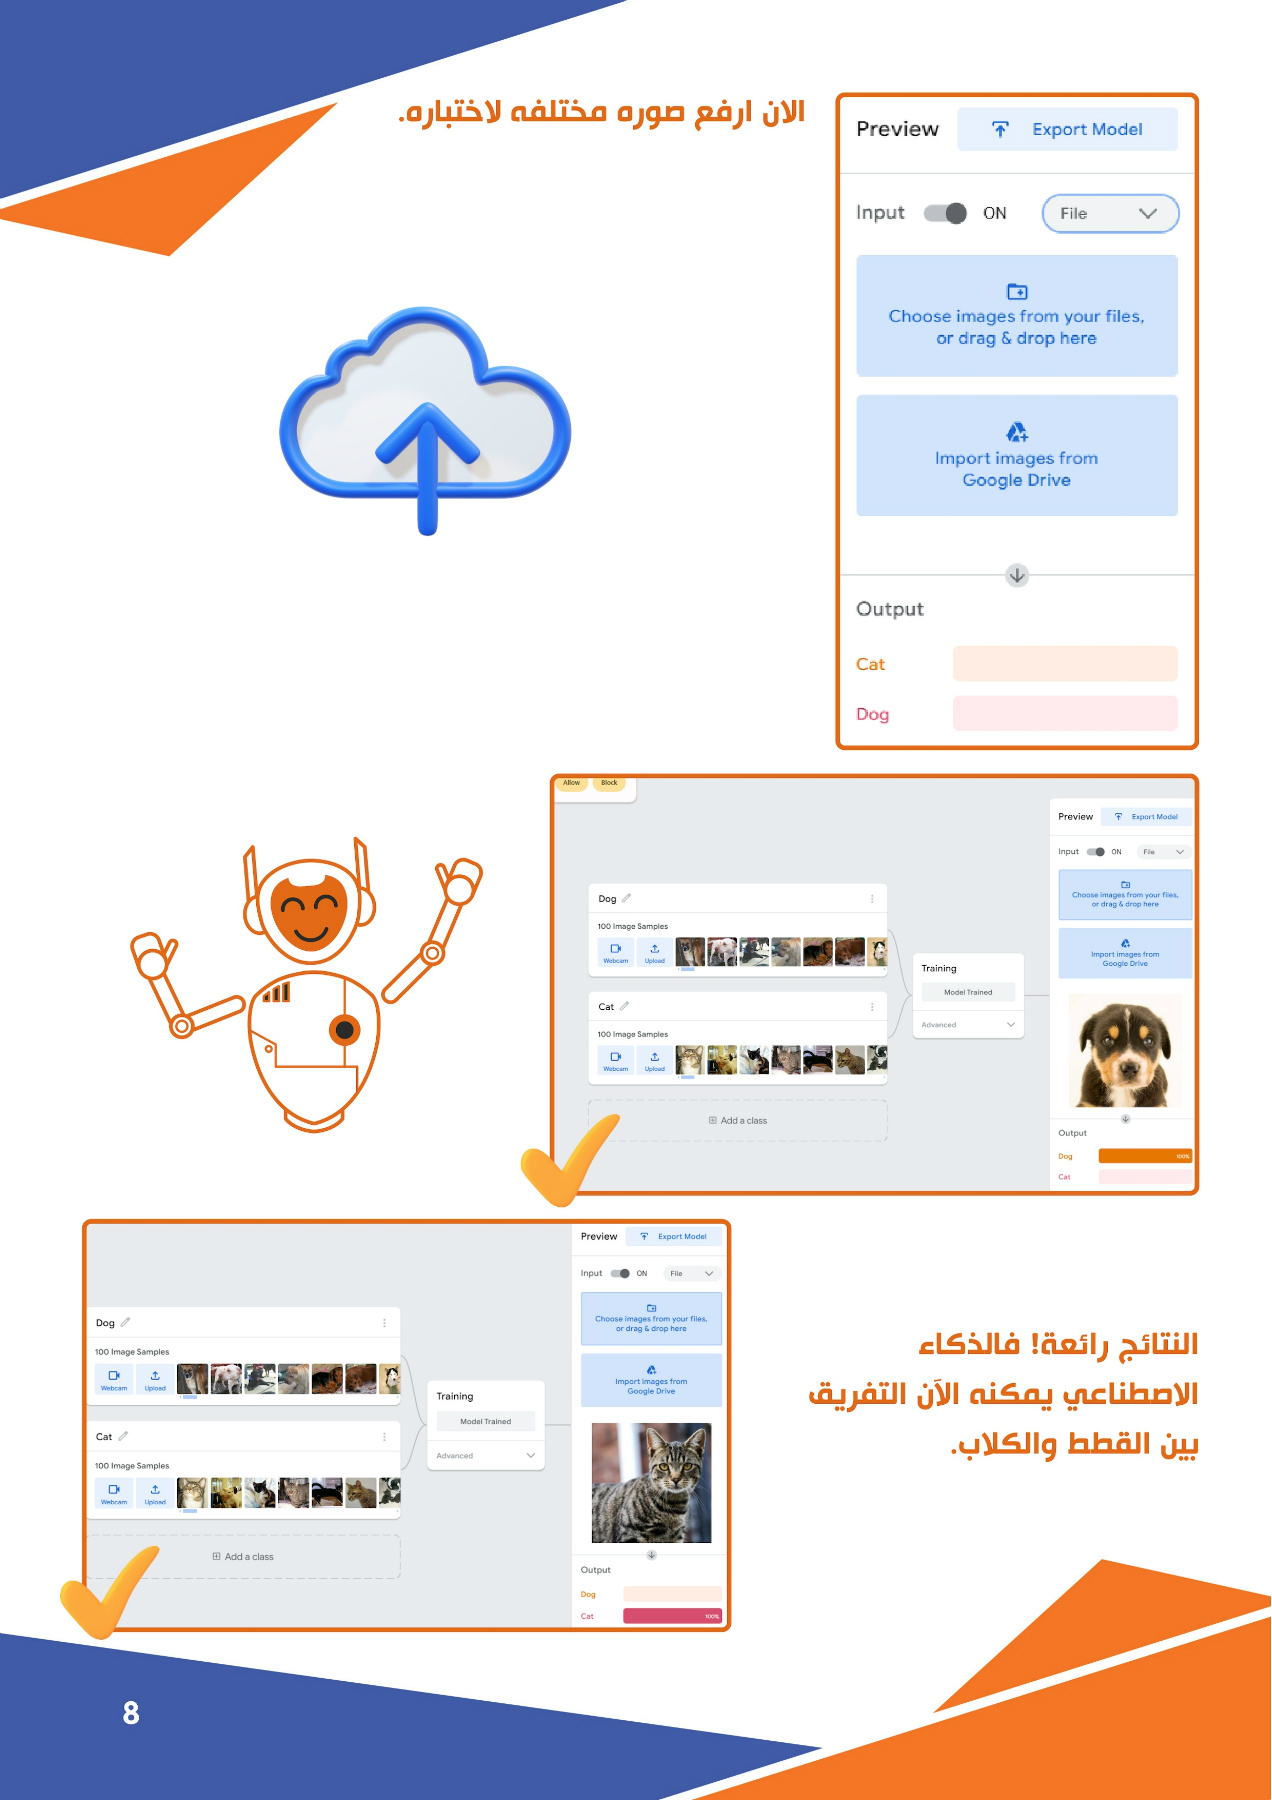 الان ارفع صوره مختلفه لاختباره.
Preview
Export Model
Input
ON
File
Choose images from your files,
or drag & drop here
Import images from
Google Drive
Output
Cat
Dog
Allow
Block
Dog
100 Image Samples
Webcam
Upload
Cat
100 Image Samples
Webcam
Upload
Add a class
Training
Model Trained
Advanced
Preview
Export Model
Input
ON
File
Choose images from your files,
or drag & drop here
Import images from
Google Drive
Output
Dog
100%
Cat
Dog
100 Image Samples
Webcam
Upload
Cat
100 Image Samples
Webcam
Upload
Add a class
Training
Model Trained
Advanced
Preview
Export Model
Input
ON
File
Choose images from your files,
or drag & drop here
Import images from
Google Drive
Output
Dog
Cat
100%
النتائج رائعة! فالذكاء
الاصطناعي يمكنه الآن التفريق
بين القطط والكلاب.
8